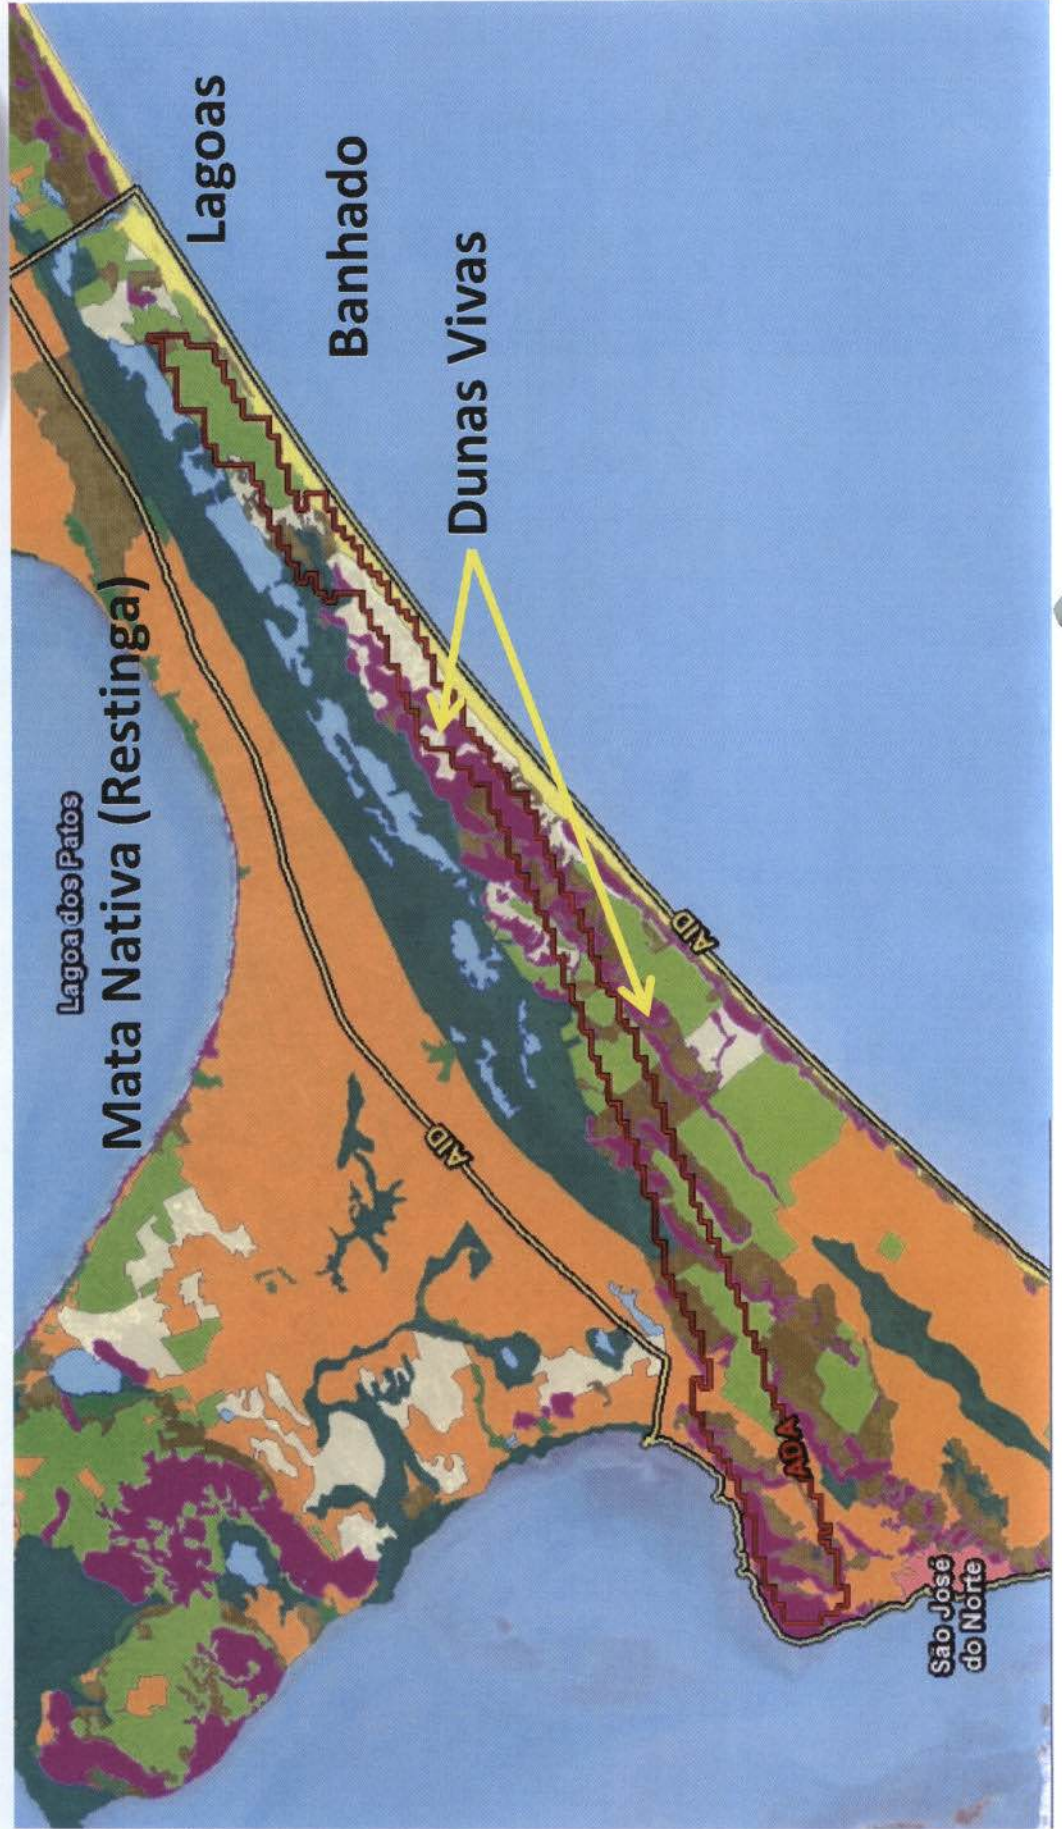 Lagoa dos Patos
Mata Nativa (Restinga)
Lagoas
Banhado
Dunas Vivas
AID
AID
ADA
São José
do Norte